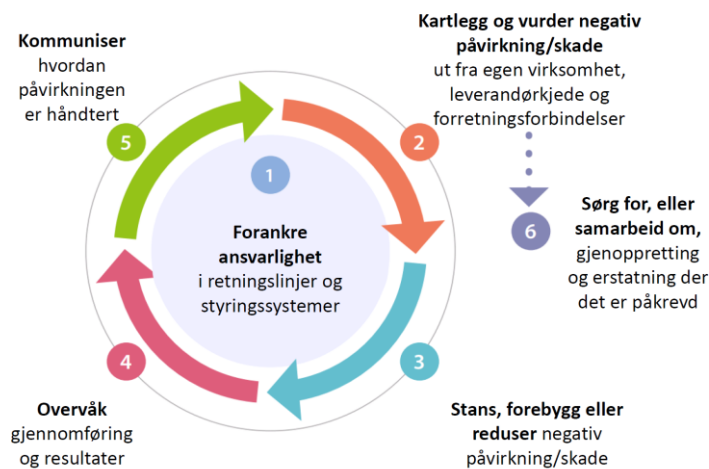 1
Forankre
ansvarlighet
i retningslinjer og
styringssystemer
2
Kartlegg og vurder negativ
påvirkning/skade
ut fra egen virksomhet,
leverandørkjede og
forretningsforbindelser
3
Stans, forebygg eller
reduser negativ
påvirkning/skade
4
Overvåk
gjennomføring
og resultater
5
Kommuniser
hvordan
påvirkningen
er håndtert
6
Sørg for, eller
samarbeid om,
gjenoppretting
og erstatning der
det er påkrevd